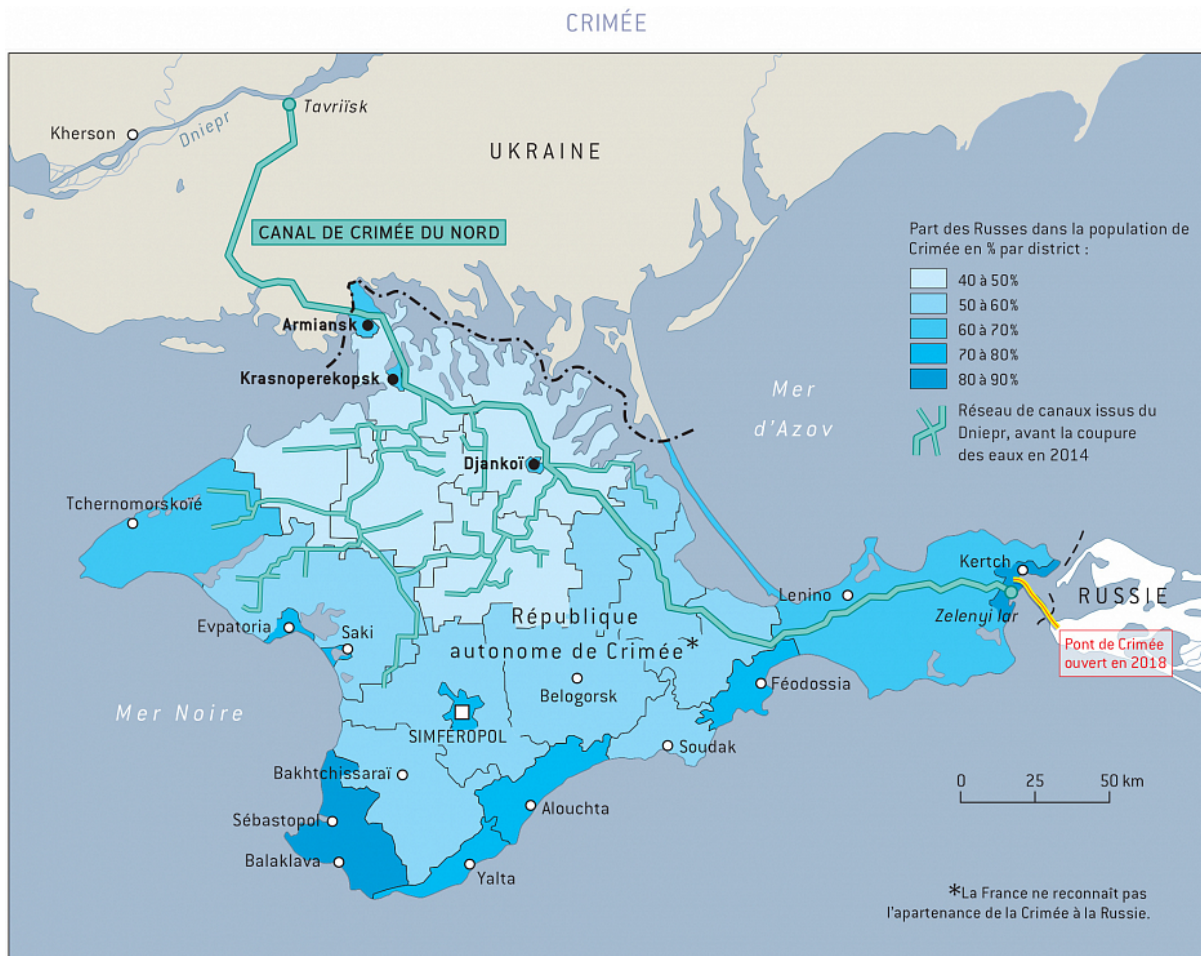 CRIMÉE
Tavriïsk
Kherson
Dniepr
UKRAINE
CANAL DE CRIMÉE DU NORD
Part des Russes dans la population de
Crimée en % par district :
40 à 50%
50 à 60%
60 à 70%
70 à 80%
80 à 90%
Réseau de canaux issus du
Dniepr, avant la coupure
des eaux en 2014
Armiansk
Krasnoperekopsk
Mer
d'Azov
Djankoï
Tchernomorskoïé
Kertch
Lenino
RUSSIE
Zelenyi Iar
Pont de Crimée
ouvert en 2018
Evpatoria
Saki
République
autonome de Crimée*
Belogorsk
Féodossia
Mer Noire
SIMFÉROPOL
Soudak
Bakhtchissaraï
0 25 50 km
Alouchta
Sébastopol
Balaklava
Yalta
*La France ne reconnaît pas
l'apartenance de la Crimée à la Russie.